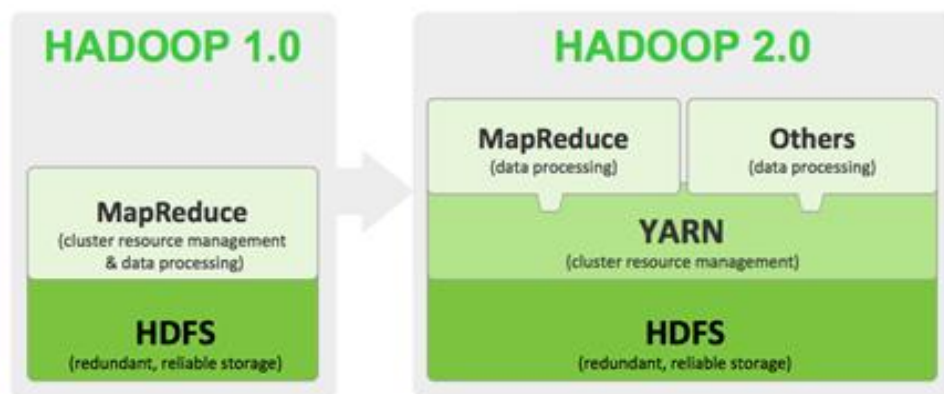 HADOOP 1.0
MapReduce
(cluster resource management
& data processing)
HDFS
(redundant, reliable storage)
HADOOP 2.0
MapReduce
(data processing)
Others
(data processing)
YARN
(cluster resource management)
HDFS
(redundant, reliable storage)